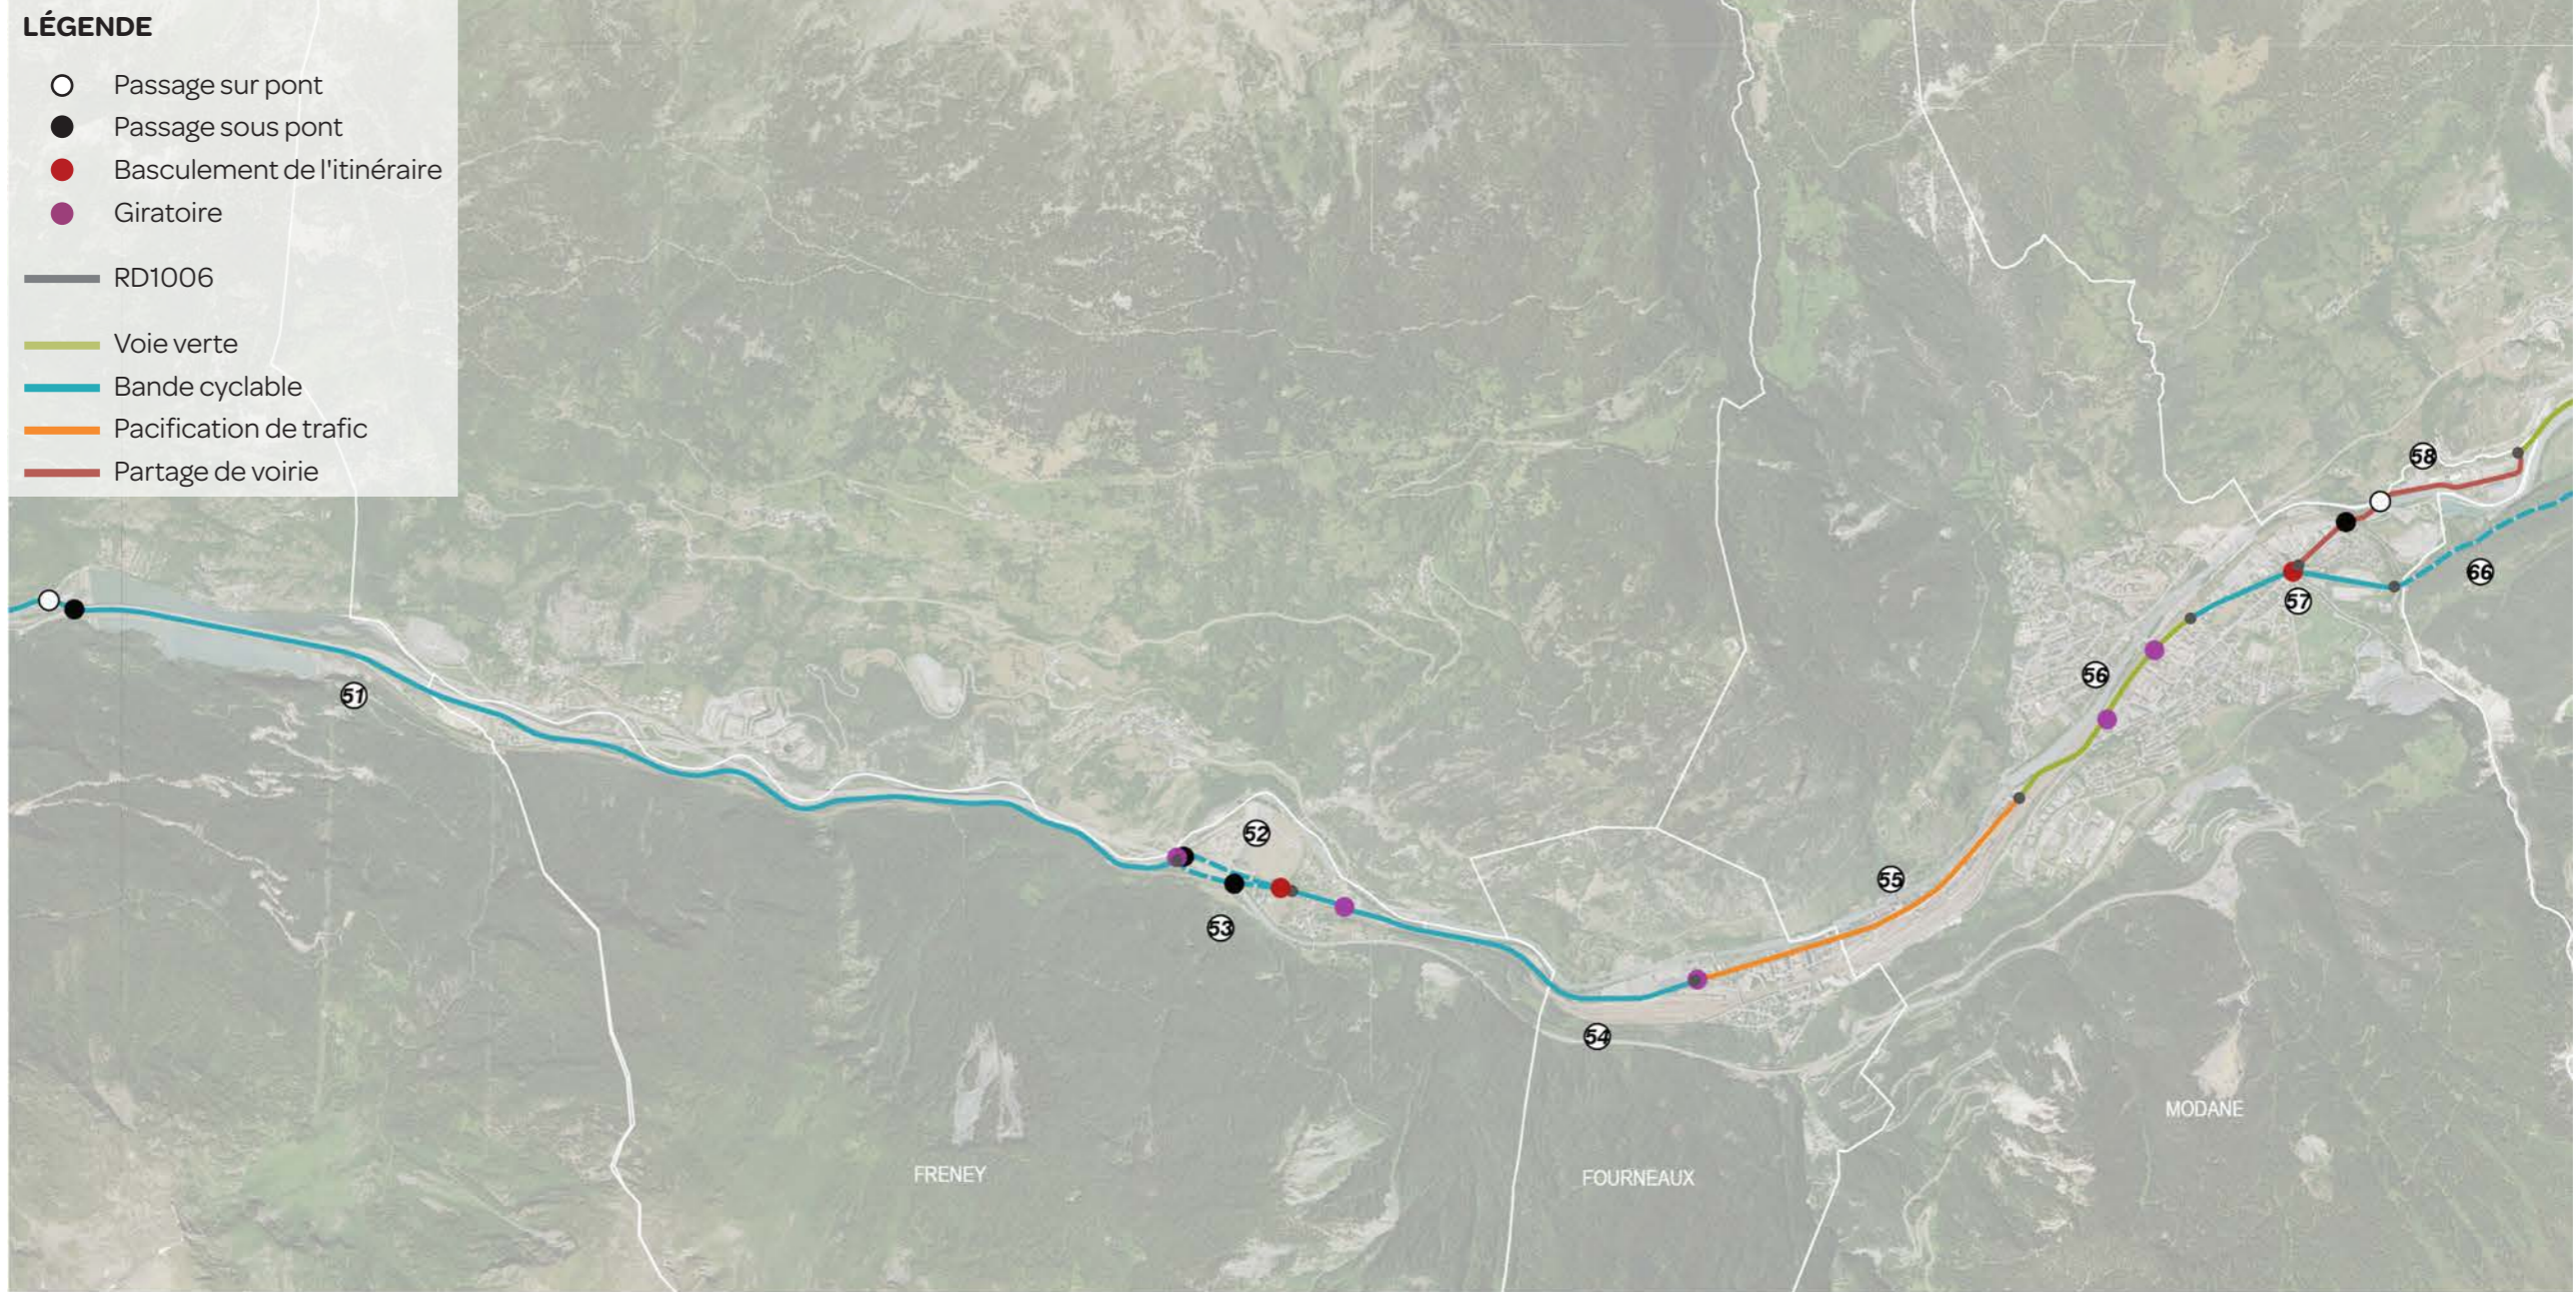 LÉGENDE
Passage sur pont
Passage sous pont
Basculement de l'itinéraire
Giratoire
RD1006
Voie verte
Bande cyclable
Pacification de trafic
Partage de voirie
58
66
57
56
51
52
55
53
54
MODANE
FRENEY
FOURNEAUX